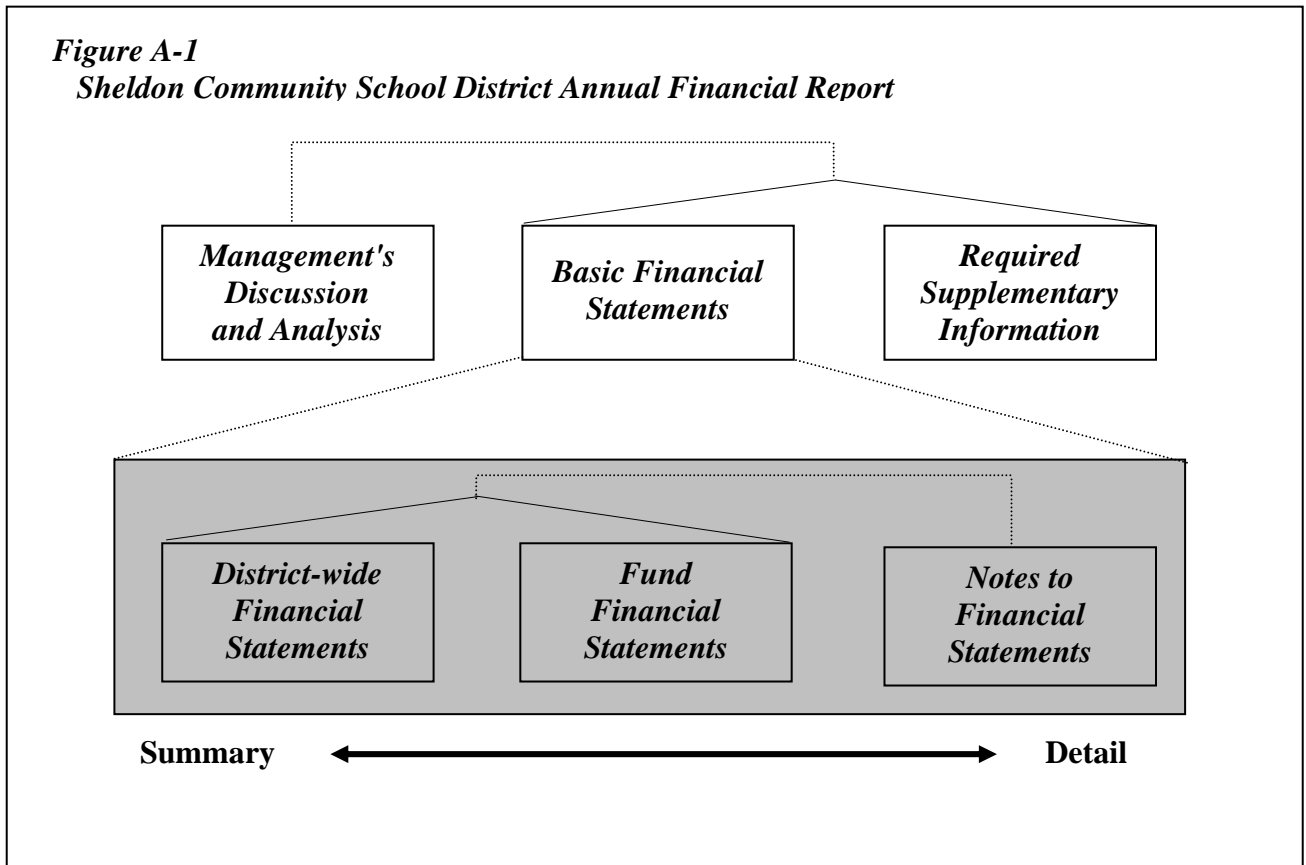 Figure A-1
Sheldon Community School District Annual Financial Report
Management's
Discussion
and Analysis
Basic Financial
Statements
Required
Supplementary
Information
District-wide
Financial
Statements
Fund
Financial
Statements
Notes to
Financial
Statements
Summary
Detail